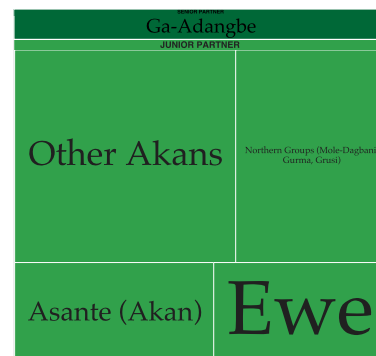 SENIOR PARTNER
Ga-Adangbe
JUNIOR PARTNER
Other Akans
Northern Groups (Mole-Dagbani
Gurma, Grusi)
Asante (Akan)
Ewe